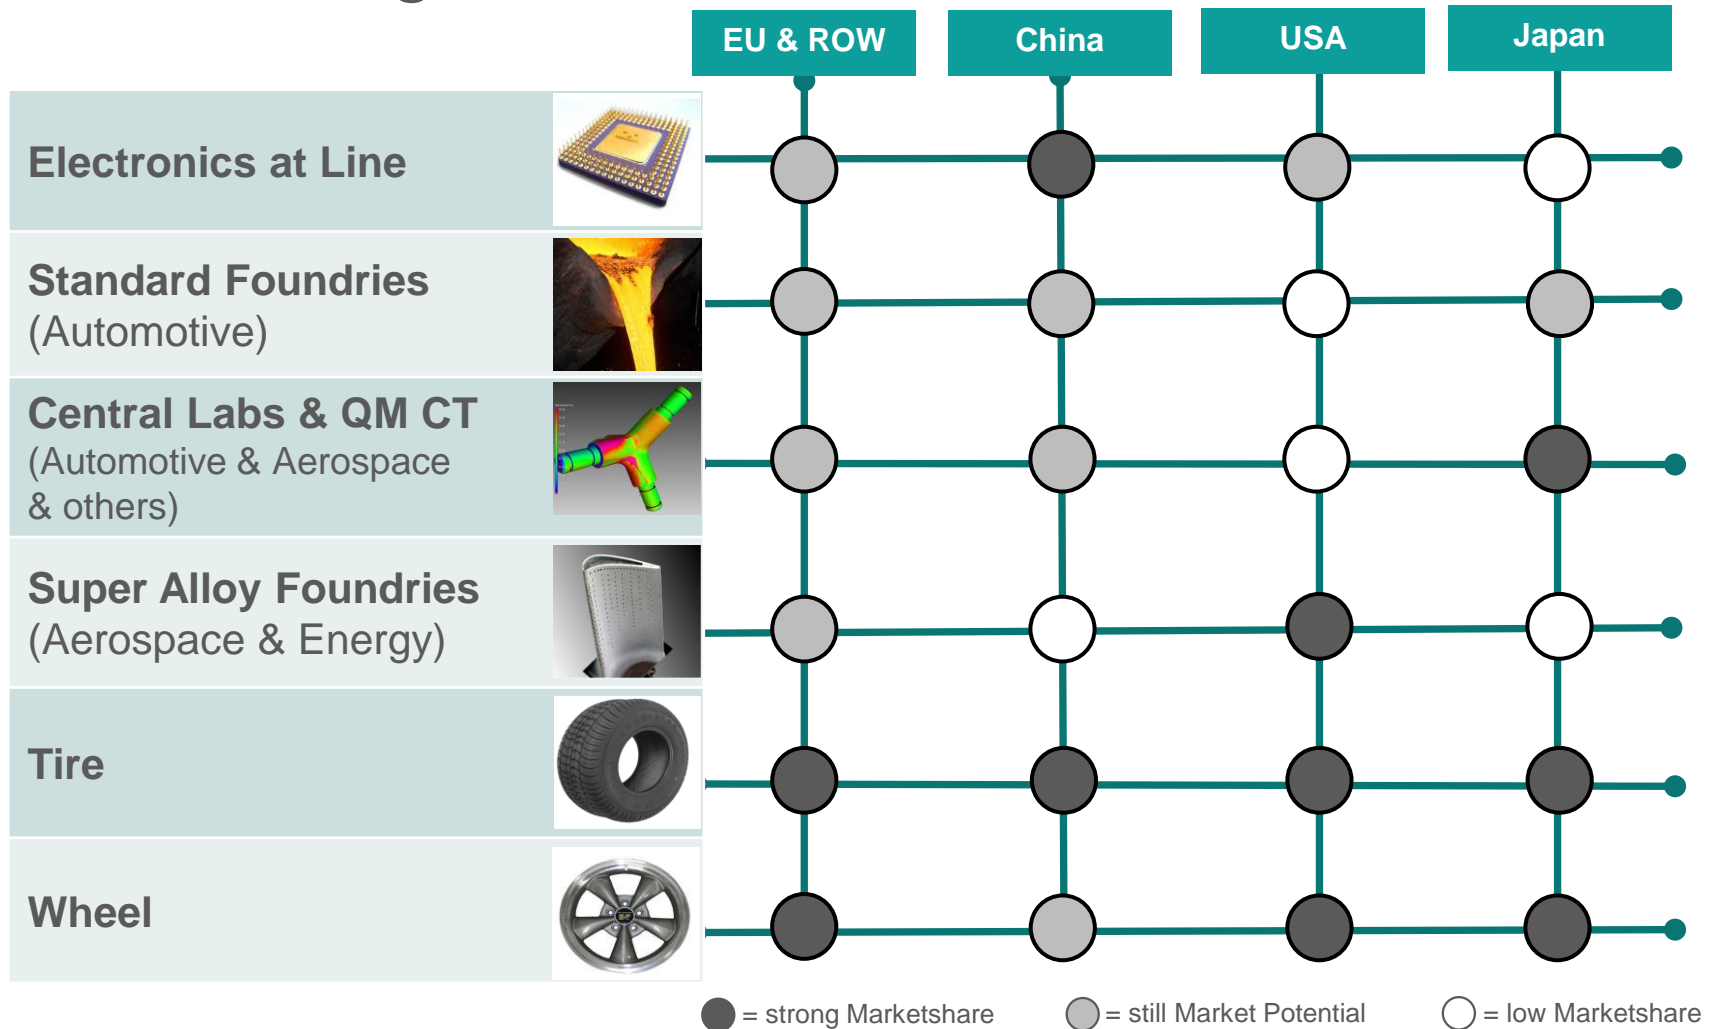 EU & ROW
China
USA
Japan
Electronics at Line
Standard Foundries
(Automotive)
Central Labs & QM CT
(Automotive & Aerospace
& others)
Super Alloy Foundries
(Aerospace & Energy)
Tire
Wheel
= strong Marketshare
= still Market Potential
= low Marketshare